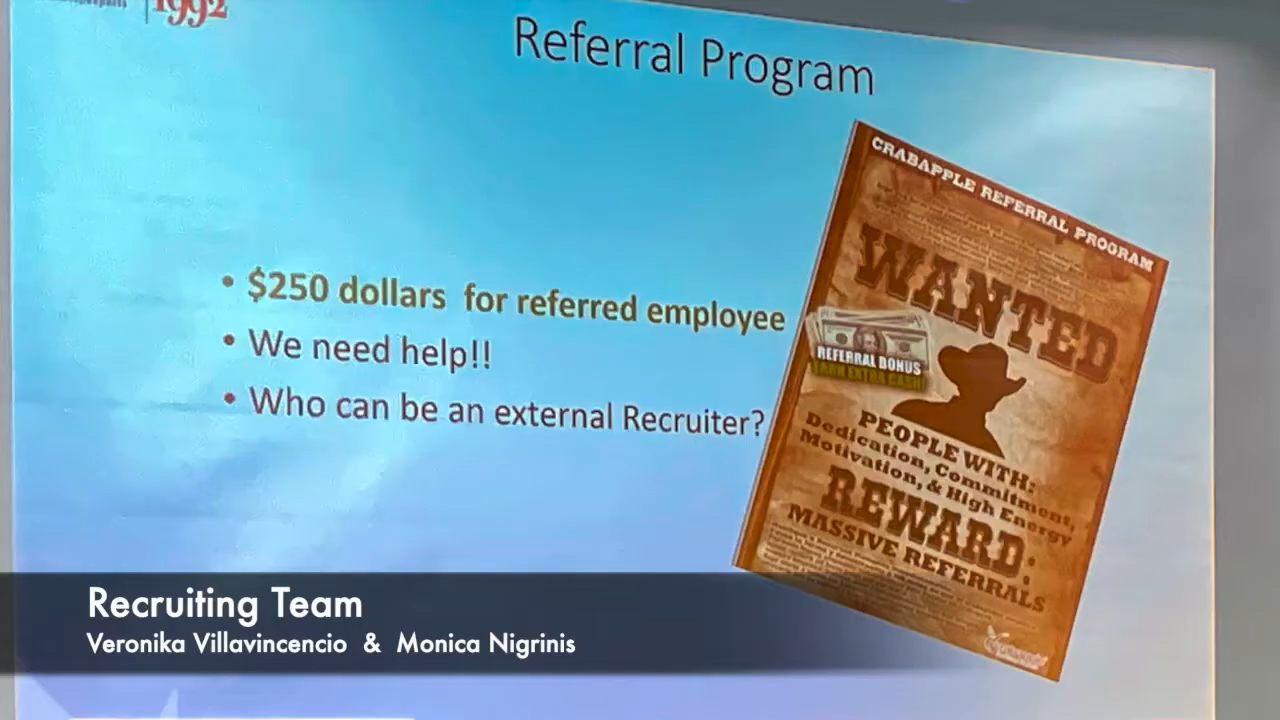 1992
Referral Program
• $250 dollars for referred employee
• We need help!!
• Who can be an external Recruiter?
CRABAPPLE REFERRAL PROGRAM
WANTED
REFERRAL BONUS
EARN EXTRA CASH!
PEOPLE WITH:
Dedication, Commitment,
Motivation, & High Energy
REWARD:
MASSIVE REFERRALS
Recruiting Team
Veronika Villavincencio & Monica Nigrinis